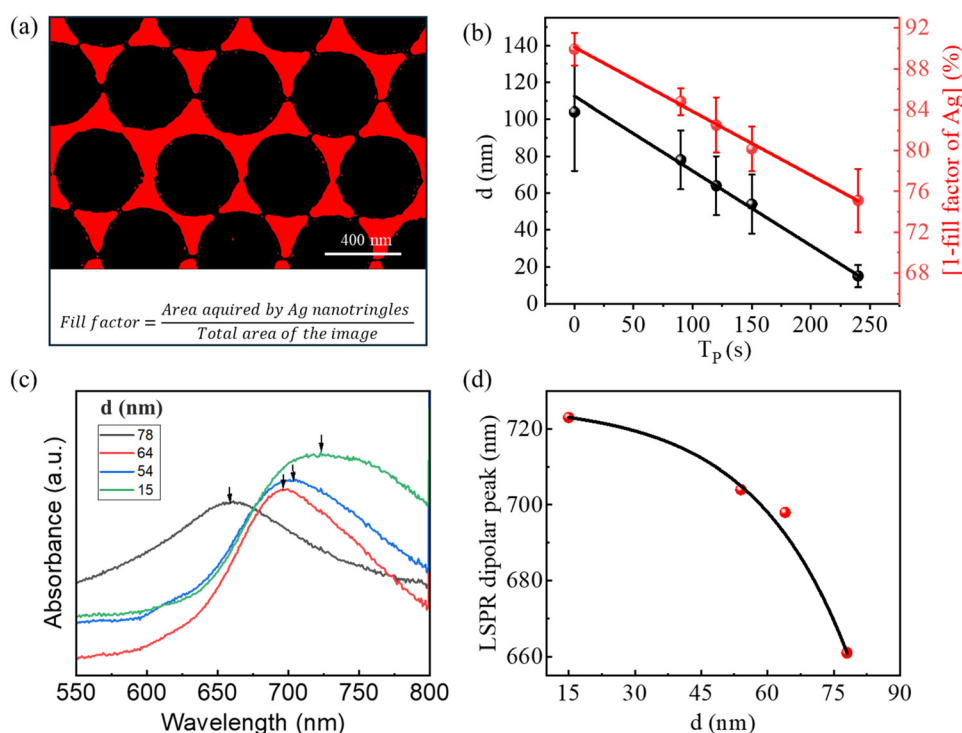 (a)
400 nm
Fill factor = Area aquired by Ag nanotringles / Total area of the image
(b)
d (nm)
140
120
100
80
60
40
20
0
0 50 100 150 200 250
T_P (s)
92
88
84
80
76
72
68
[1-fill factor of Ag] (%)
(c)
Absorbance (a.u.)
d (nm)
78
64
54
15
550 600 650 700 750 800
Wavelength (nm)
(d)
LSPR dipolar peak (nm)
720
700
680
660
15 30 45 60 75 90
d (nm)